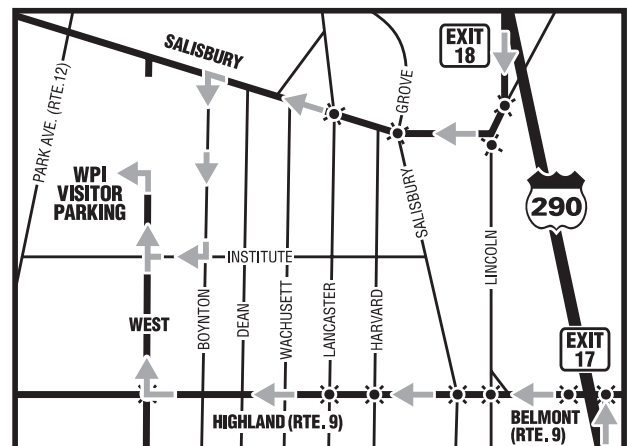 SALISBURY
EXIT
18
PARK AVE. (RTE.12)
GROVE
WPI
VISITOR
PARKING
290
SALISBURY
LINCOLN
INSTITUTE
WEST
BOYNTON
DEAN
WACHUSETT
LANCASTER
HARVARD
EXIT
17
HIGHLAND (RTE. 9)
BELMONT
(RTE. 9)